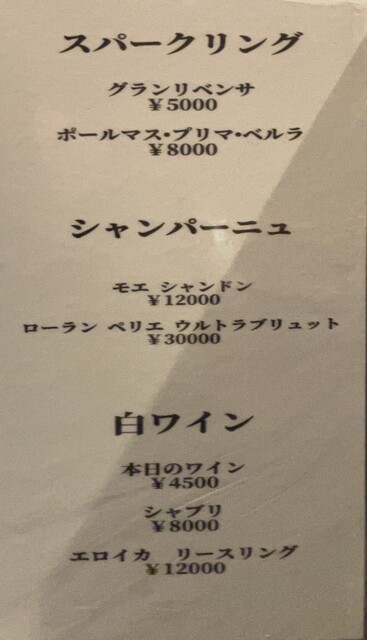 スパークリング
グランリベンサ
¥5000
ポールマス・プリマ・ベルラ
¥8000
シャンパーニュ
モエ シャンドン
¥12000
ローラン ペリエ ウルトラブリュット
¥30000
白ワイン
本日のワイン
¥4500
シャブリ
¥8000
エロイカ　リースリング
¥12000